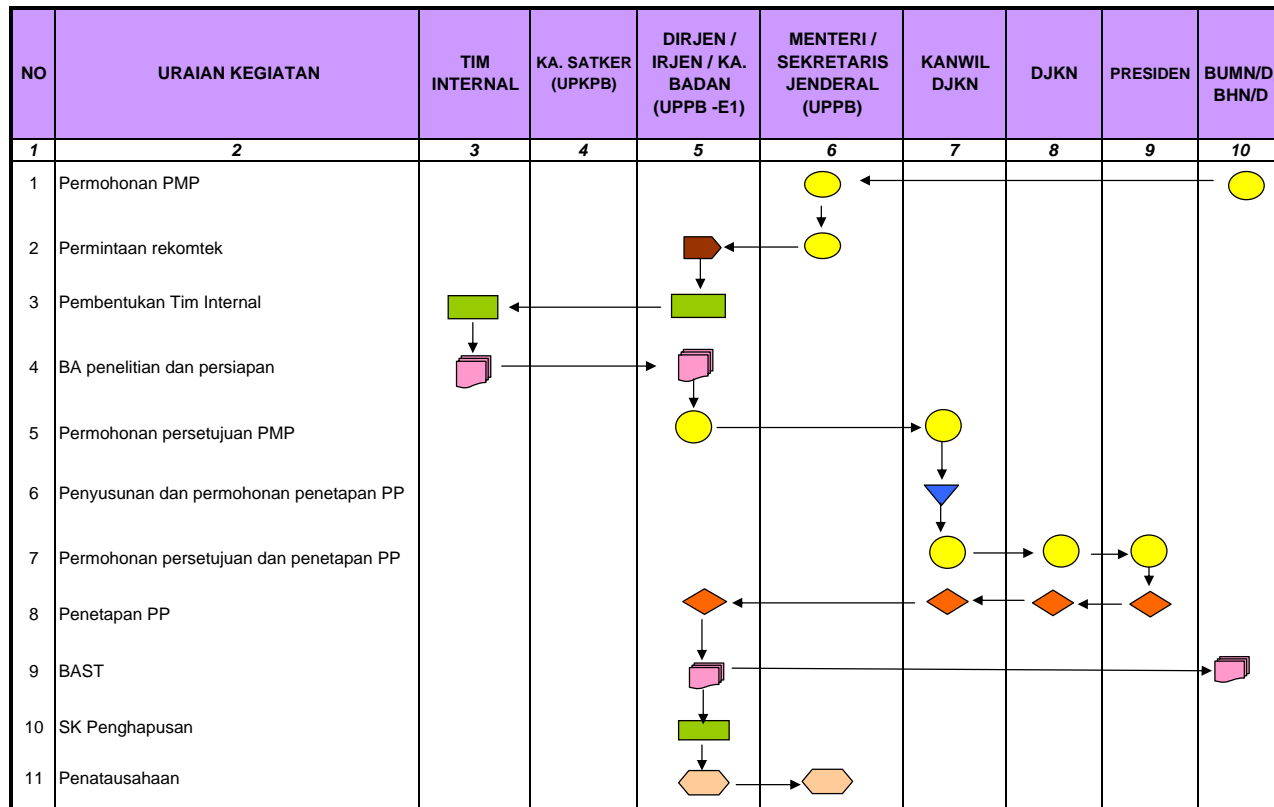 NO
URAIAN KEGIATAN
TIM
INTERNAL
KA. SATKER
(UPKPB)
DIRJEN /
IRJEN / KA.
BADAN
(UPPB -E1)
MENTERI /
SEKRETARIS
JENDERAL
(UPPB)
KANWIL
DJKN
DJKN
PRESIDEN
BUMN/D
BHN/D
1 2 3 4 5 6 7 8 9 10
1 Permohonan PMP
2 Permintaan rekomtek
3 Pembentukan Tim Internal
4 BA penelitian dan persiapan
5 Permohonan persetujuan PMP
6 Penyusunan dan permohonan penetapan PP
7 Permohonan persetujuan dan penetapan PP
8 Penetapan PP
9 BAST
10 SK Penghapusan
11 Penatausahaan